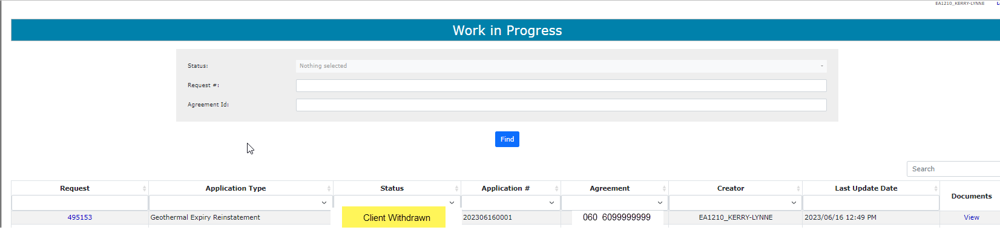 EA1210_KERRY-LYNNE
Work in Progress
Status: Nothing selected
Request #:
Agreement Id:
Find
Search
Request Application Type Status Application # Agreement Creator Last Update Date Documents
495153 Geothermal Expiry Reinstatement Client Withdrawn 202306160001 060 6099999999 EA1210_KERRY-LYNNE 2023/06/16 12:49 PM View